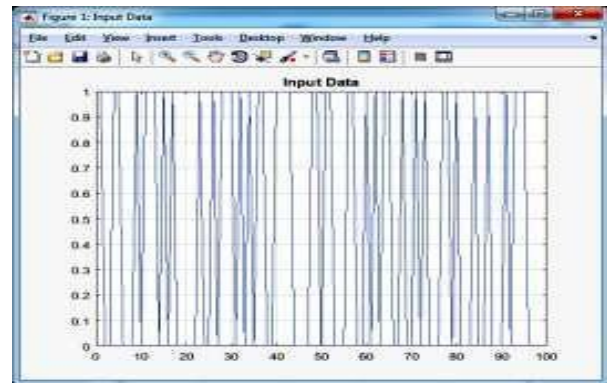 Figure 1: Input Data
File Edit View Insert Tools Desktop Window Help
Input Data
1
0.9
0.8
0.7
0.6
0.5
0.4
0.3
0.2
0.1
0
0 10 20 30 40 50 60 70 80 90 100